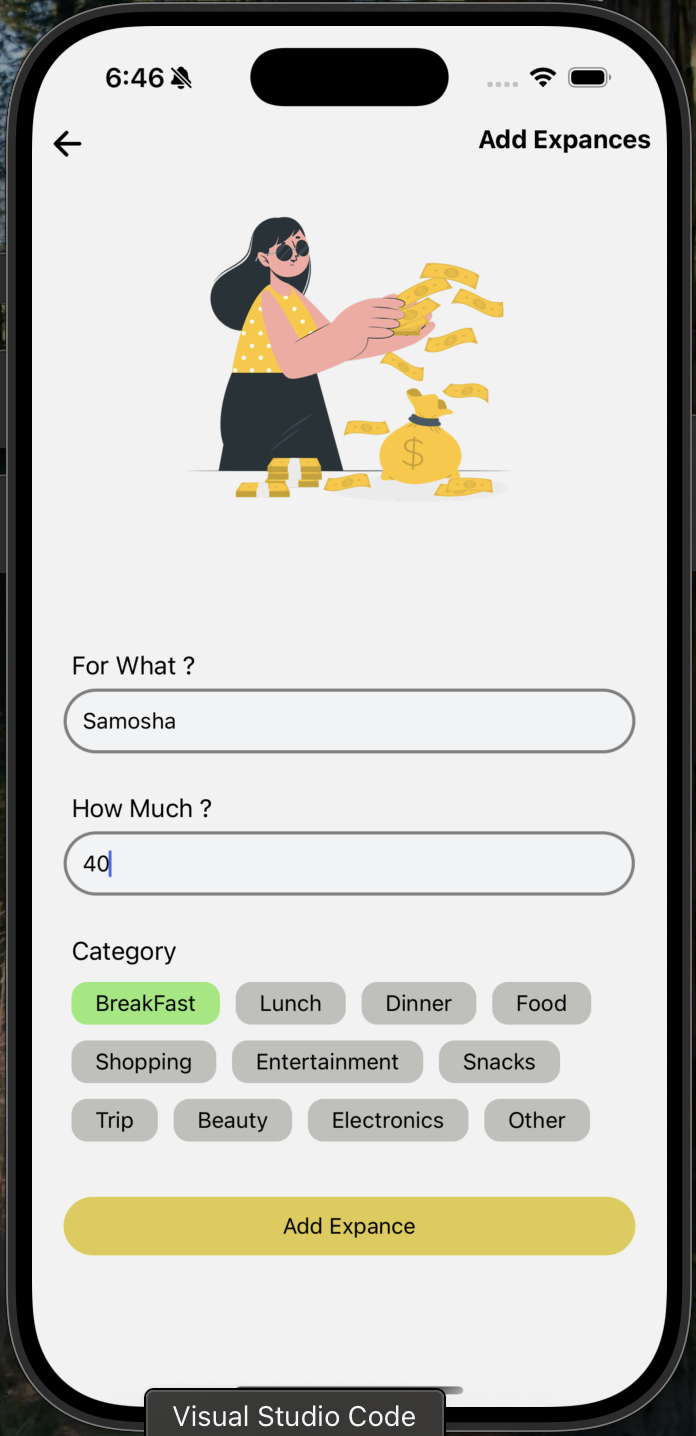 6:46
Add Expances
$
For What ?
Samosha
How Much ?
40
Category
BreakFast Lunch Dinner Food
Shopping Entertainment Snacks
Trip Beauty Electronics Other
Add Expance
Visual Studio Code